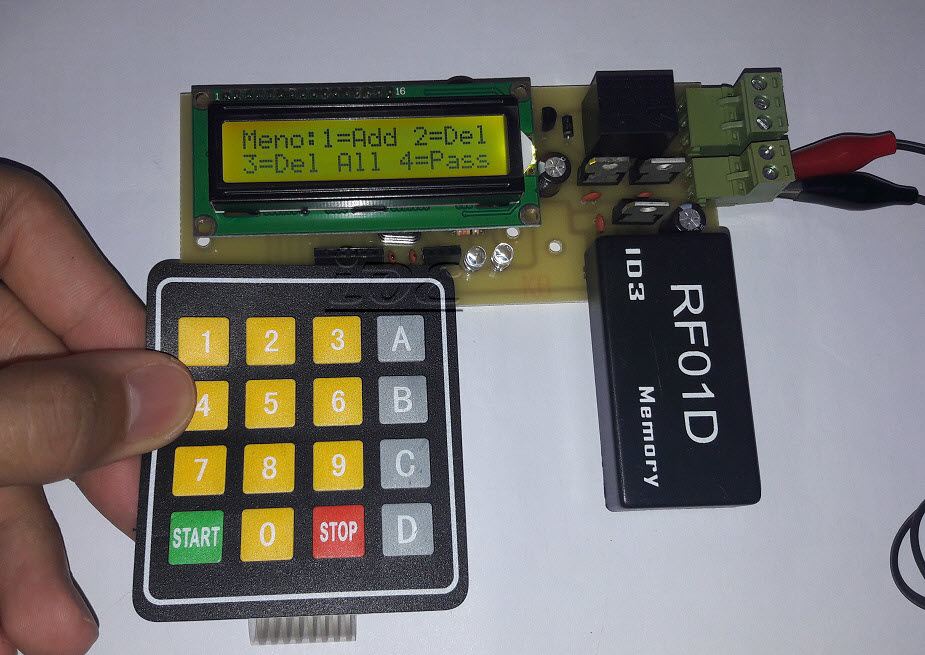 1 16
Meno:1=Add 2=Del
3=Del All 4=Pass
1 2 3 A
4 5 6 B
7 8 9 C
START 0 STOP D
RF01D
ID3 Memory